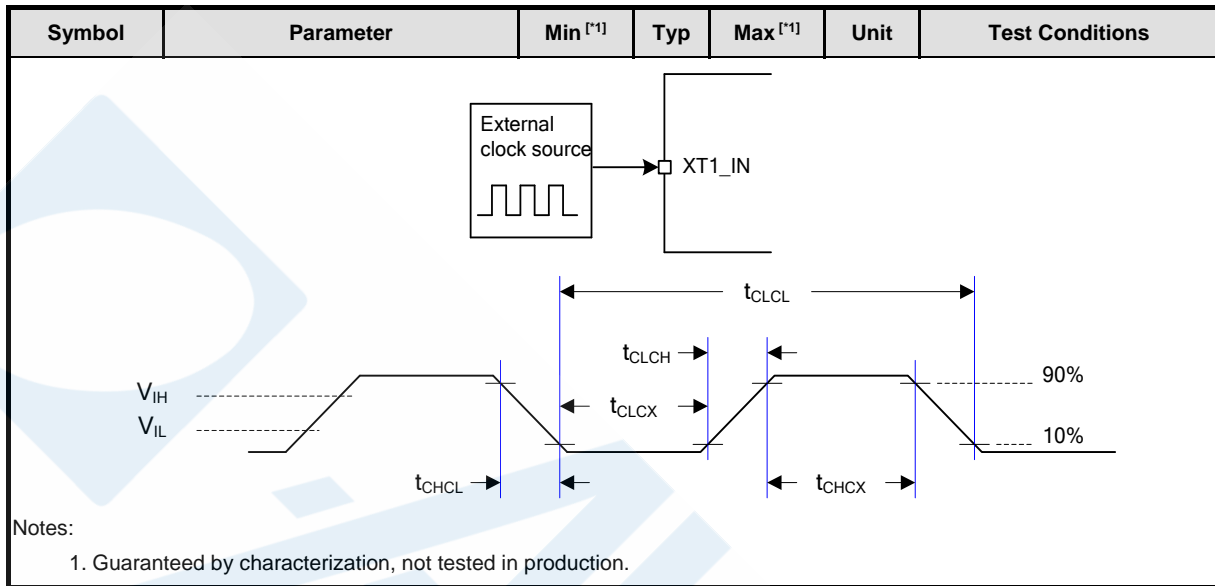 Symbol Parameter Min [*1] Typ Max [*1] Unit Test Conditions
External
clock source
XT1_IN
tCLCL
tCLCH
VIH
90%
tCLCX
VIL
10%
tCHCL
tCHCX
Notes:
1. Guaranteed by characterization, not tested in production.